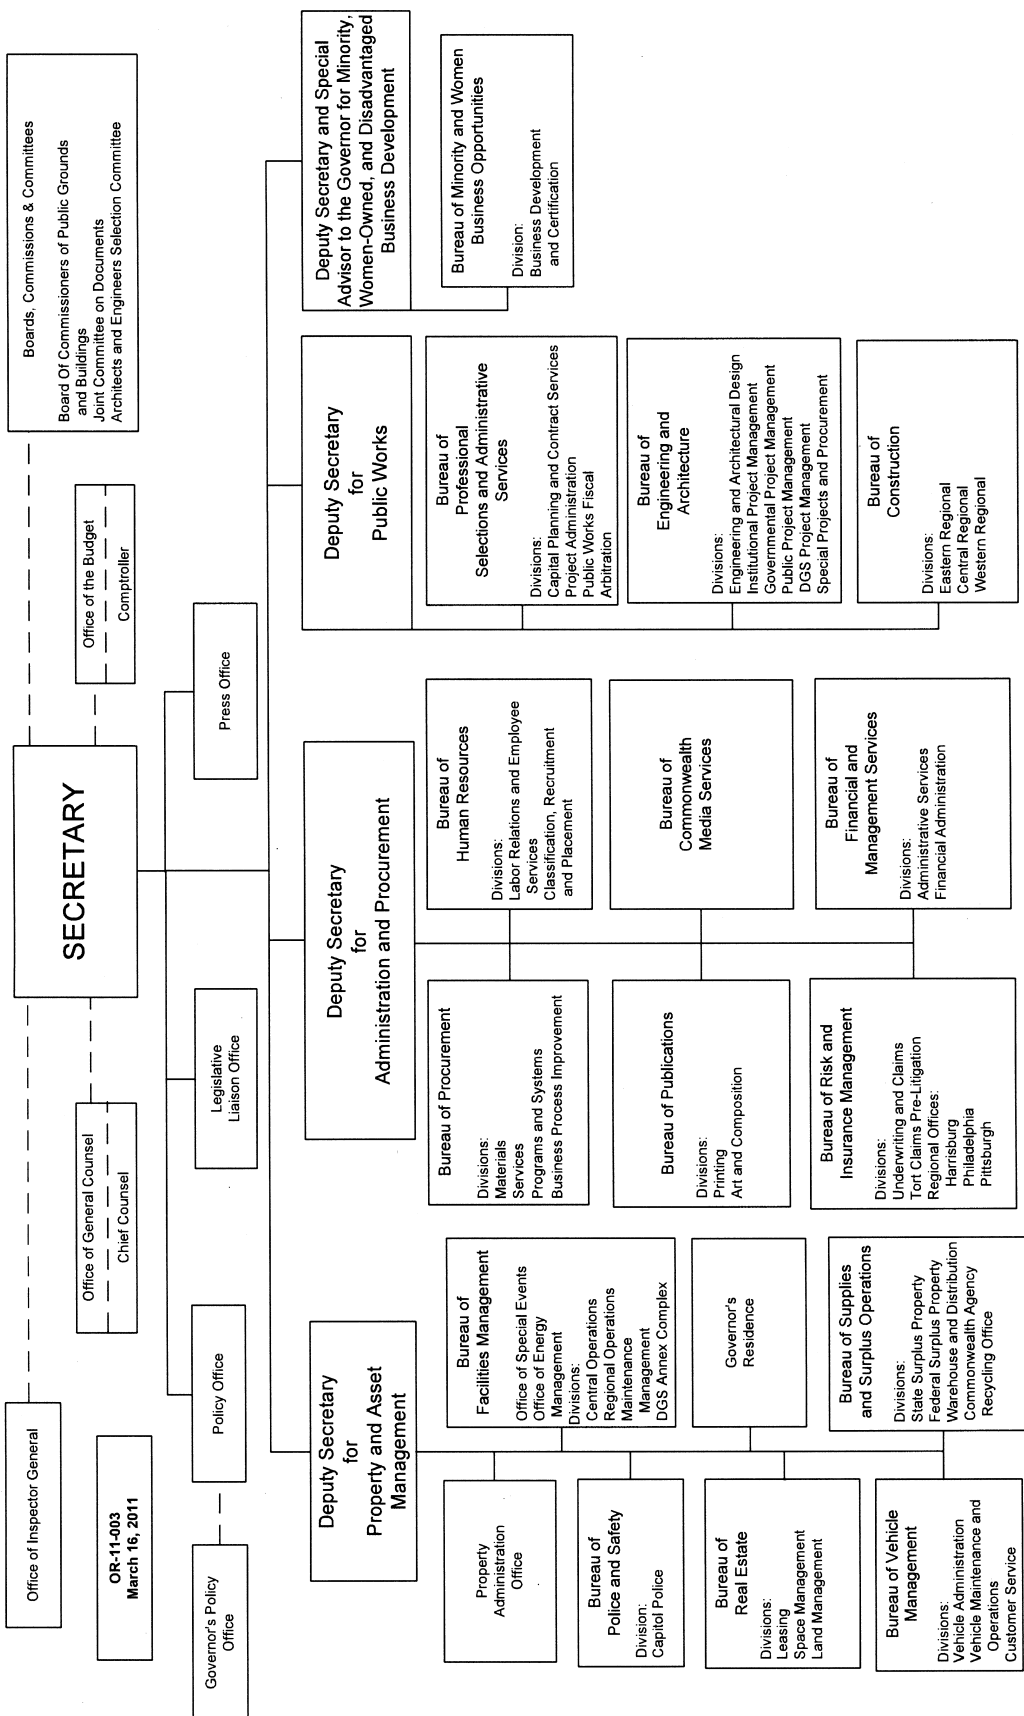 SECRETARY
Office of Inspector General
Boards, Commissions & Committees
Board Of Commissioners of Public Grounds
and Buildings
Joint Committee on Documents
Architects and Engineers Selection Committee
Office of General Counsel
Chief Counsel
Office of the Budget
Comptroller
OR-11-003
March 16, 2011
Governor's Policy
Office
Policy Office
Legislative
Liaison Office
Press Office
Deputy Secretary
for
Property and Asset
Management
Property
Administration
Office
Bureau of
Facilities Management
Office of Special Events
Office of Energy
Management
Divisions:
Central Operations
Regional Operations
Maintenance
Management
DGS Annex Complex
Bureau of
Police and Safety
Division:
Capitol Police
Governor's
Residence
Bureau of
Real Estate
Divisions:
Leasing
Space Management
Land Management
Bureau of Supplies
and Surplus Operations
Divisions:
State Surplus Property
Federal Surplus Property
Warehouse and Distribution
Commonwealth Agency
Recycling Office
Bureau of Vehicle
Management
Divisions:
Vehicle Administration
Vehicle Maintenance and
Operations
Customer Service
Deputy Secretary
for
Administration and Procurement
Bureau of Procurement
Divisions:
Materials
Services
Programs and Systems
Business Process Improvement
Bureau of
Human Resources
Divisions:
Labor Relations and Employee
Services
Classification, Recruitment
and Placement
Bureau of Publications
Divisions:
Printing
Art and Composition
Bureau of
Commonwealth
Media Services
Bureau of Risk and
Insurance Management
Divisions:
Underwriting and Claims
Tort Claims Pre-Litigation
Regional Offices:
Harrisburg
Philadelphia
Pittsburgh
Bureau of
Financial and
Management Services
Divisions:
Administrative Services
Financial Administration
Deputy Secretary
for
Public Works
Bureau of
Professional
Selections and Administrative
Services
Divisions:
Capital Planning and Contract Services
Project Administration
Public Works Fiscal
Arbitration
Bureau of
Engineering and
Architecture
Divisions:
Engineering and Architectural Design
Institutional Project Management
Governmental Project Management
Public Project Management
DGS Project Management
Special Projects and Procurement
Bureau of
Construction
Divisions:
Eastern Regional
Central Regional
Western Regional
Deputy Secretary and Special
Advisor to the Governor for Minority,
Women-Owned, and Disadvantaged
Business Development
Bureau of Minority and Women
Business Opportunities
Division:
Business Development
and Certification